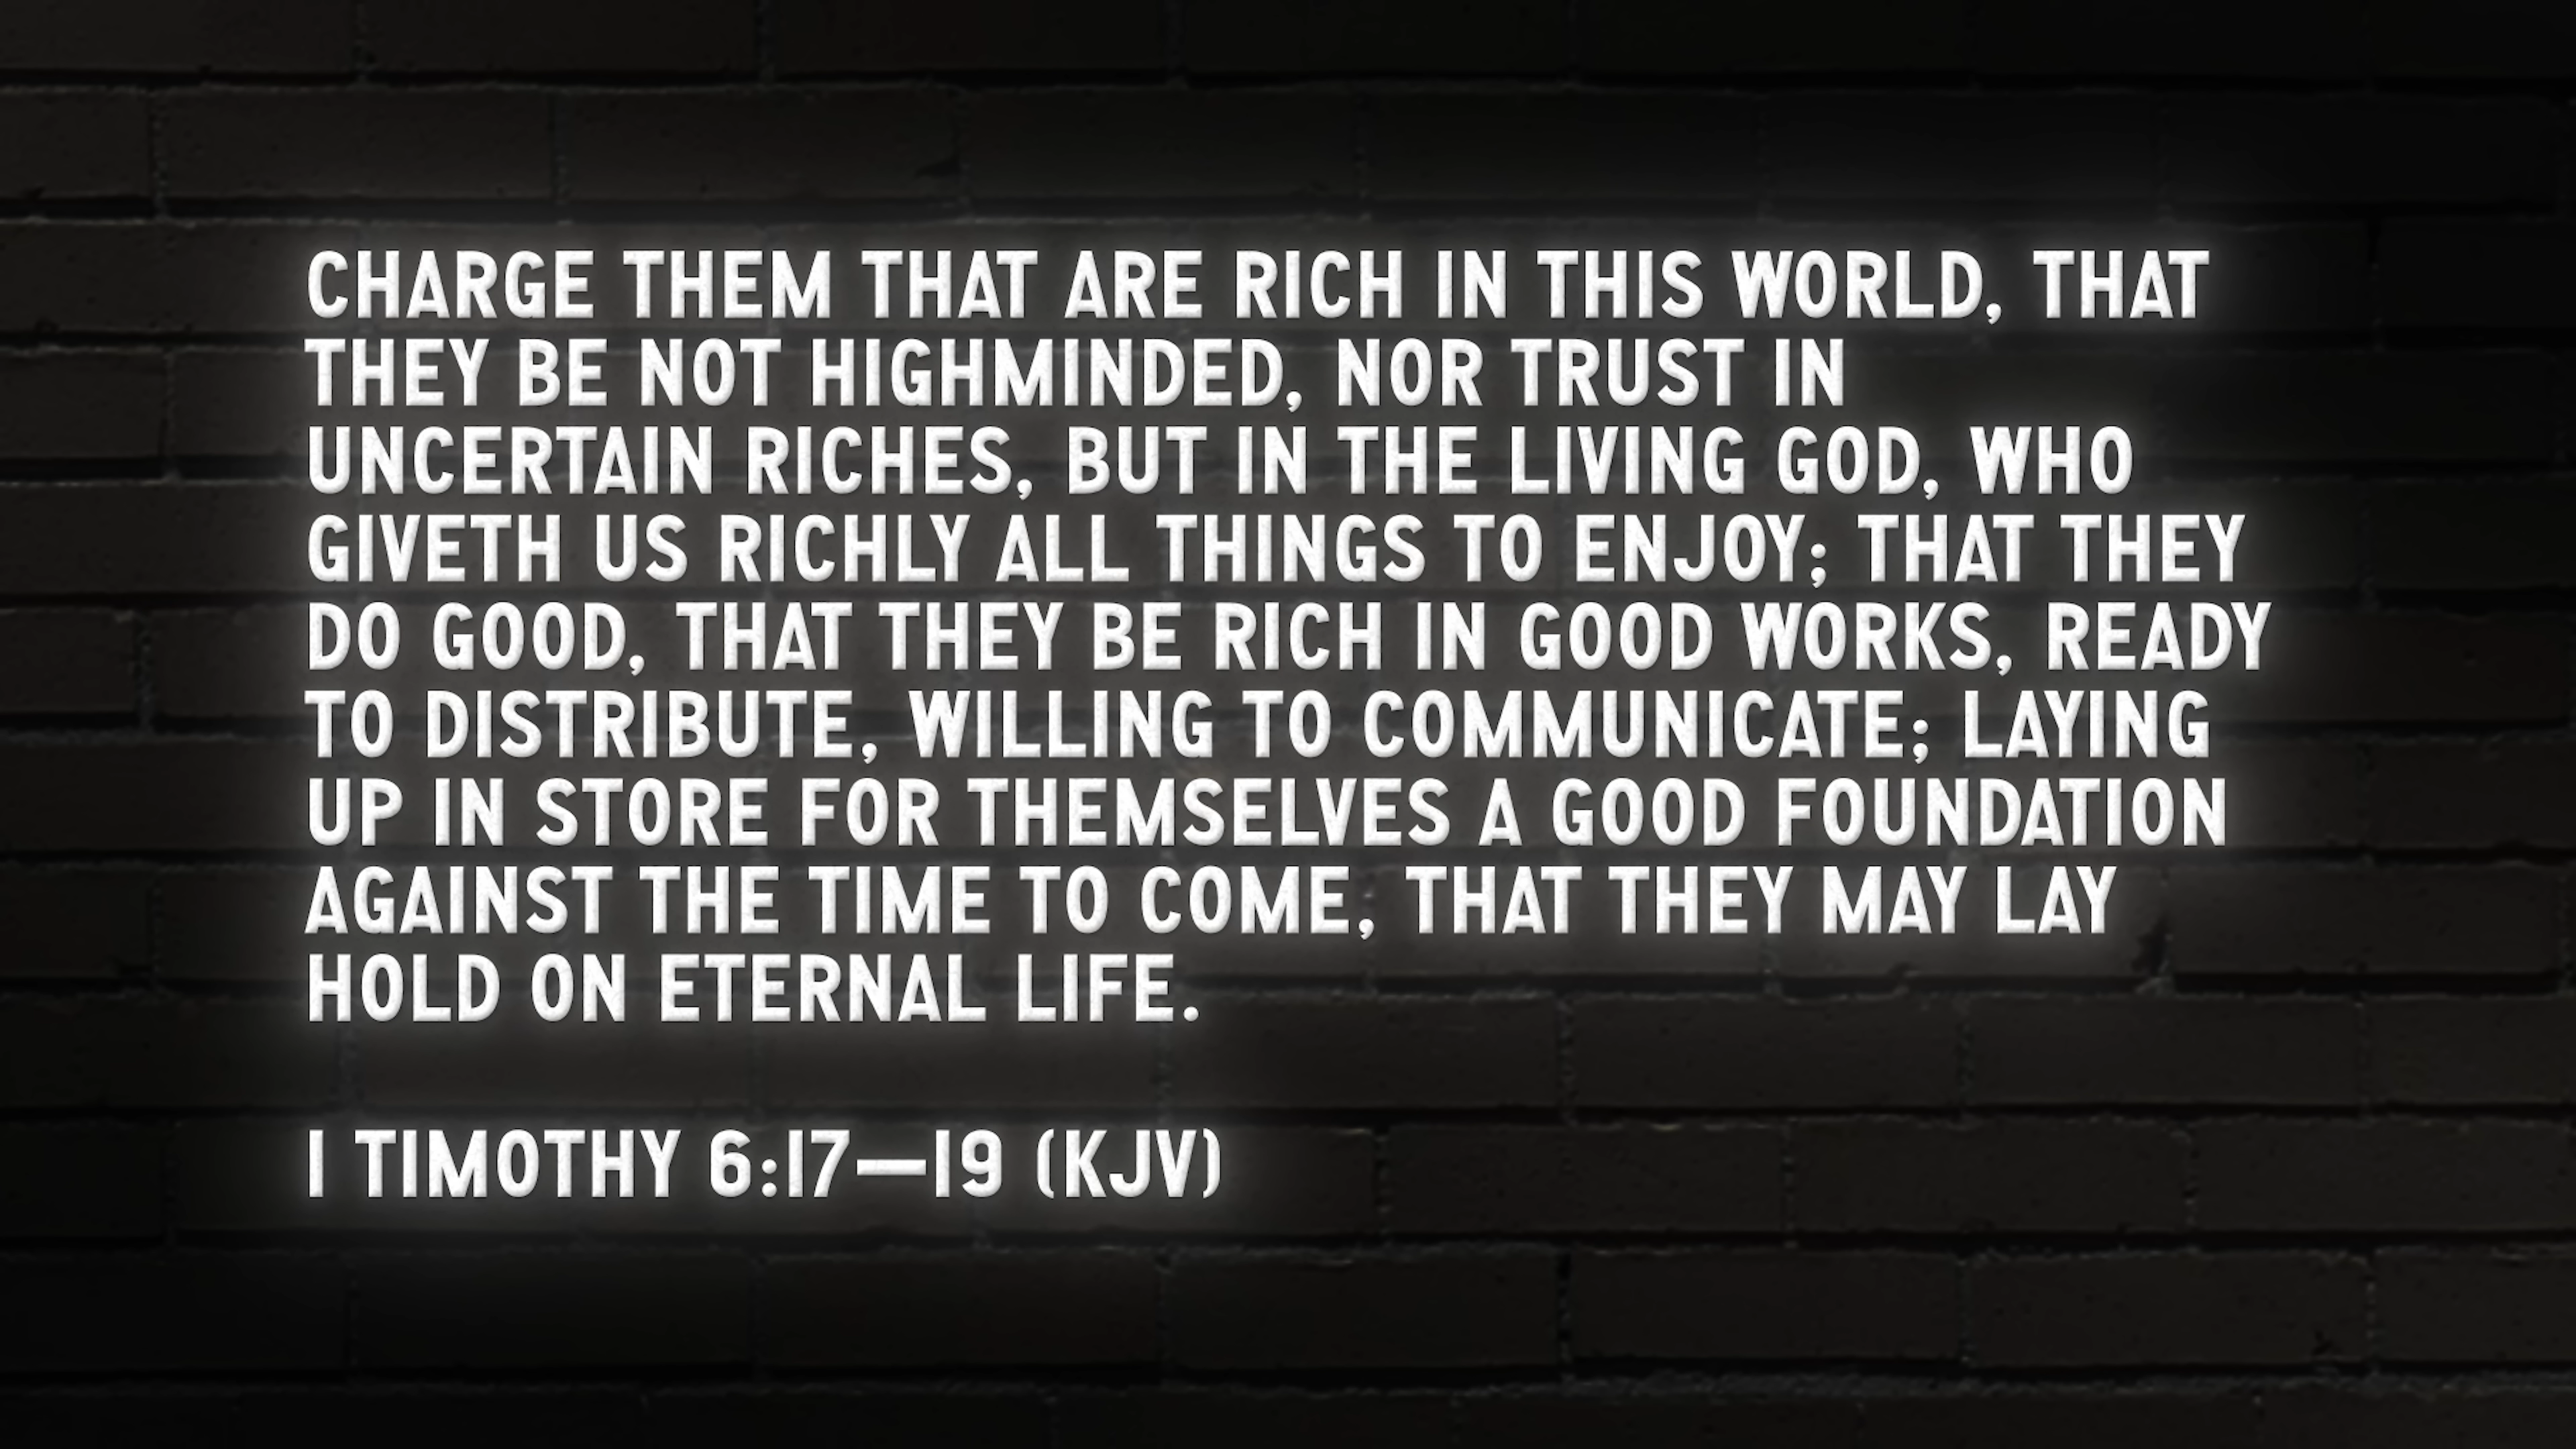 CHARGE THEM THAT ARE RICH IN THIS WORLD, THAT
THEY BE NOT HIGHMINDED, NOR TRUST IN
UNCERTAIN RICHES, BUT IN THE LIVING GOD, WHO
GIVETH US RICHLY ALL THINGS TO ENJOY; THAT THEY
DO GOOD, THAT THEY BE RICH IN GOOD WORKS, READY
TO DISTRIBUTE, WILLING TO COMMUNICATE; LAYING
UP IN STORE FOR THEMSELVES A GOOD FOUNDATION
AGAINST THE TIME TO COME, THAT THEY MAY LAY
HOLD ON ETERNAL LIFE.
1 TIMOTHY 6:17—19 (KJV)